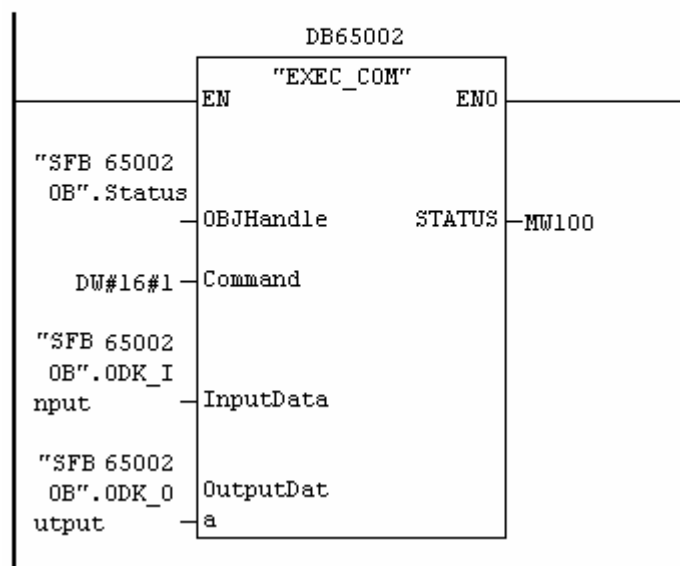 DB65002
"EXEC_COM"
EN ENO
"SFB 65002
OB".Status
OBJHandle STATUS MW100
DW#16#1 Command
"SFB 65002
OB".ODK_I
nput InputData
"SFB 65002
OB".ODK_O OutputDat
utput a